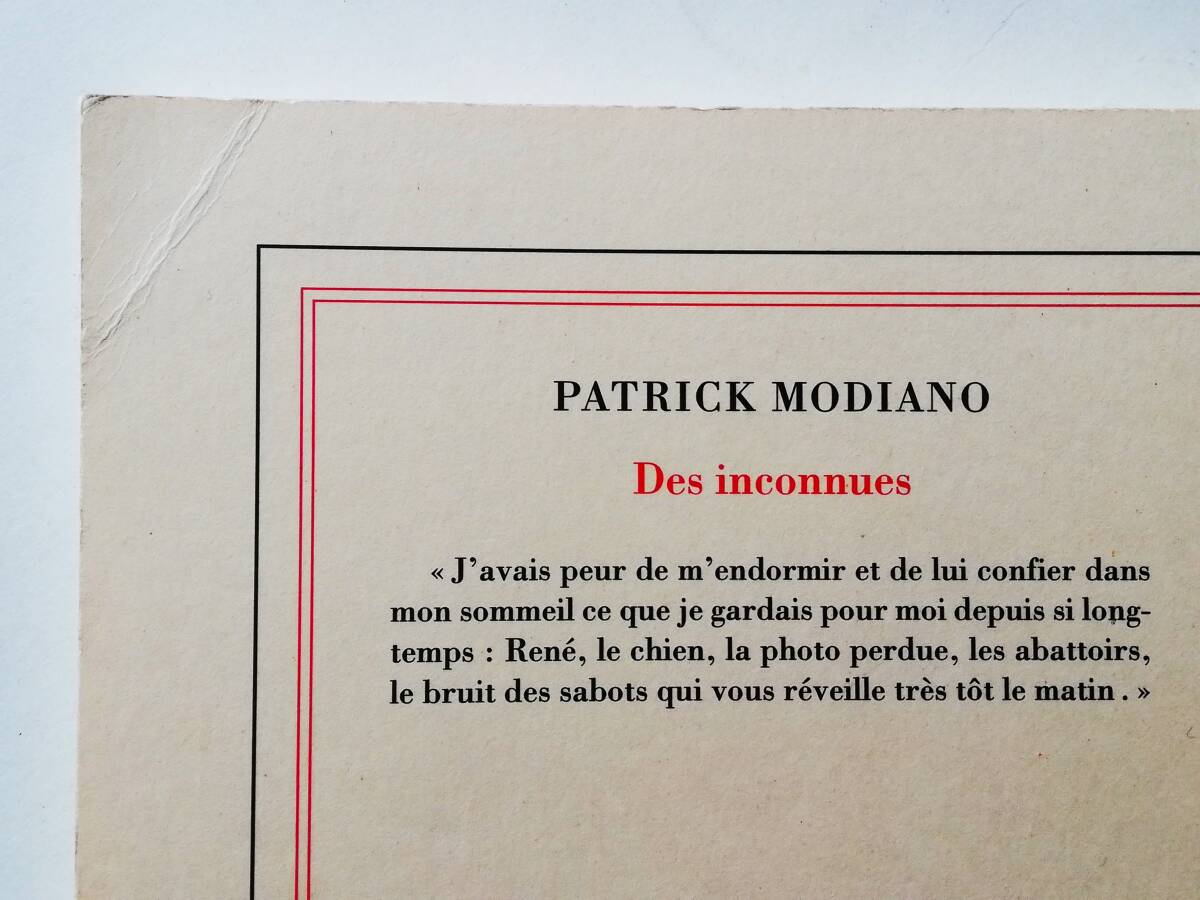 PATRICK MODIANO
Des inconnues
« J’avais peur de m’endormir et de lui confier dans
mon sommeil ce que je gardais pour moi depuis si long-
temps : René, le chien, la photo perdue, les abattoirs,
le bruit des sabots qui vous réveille très tôt le matin. »